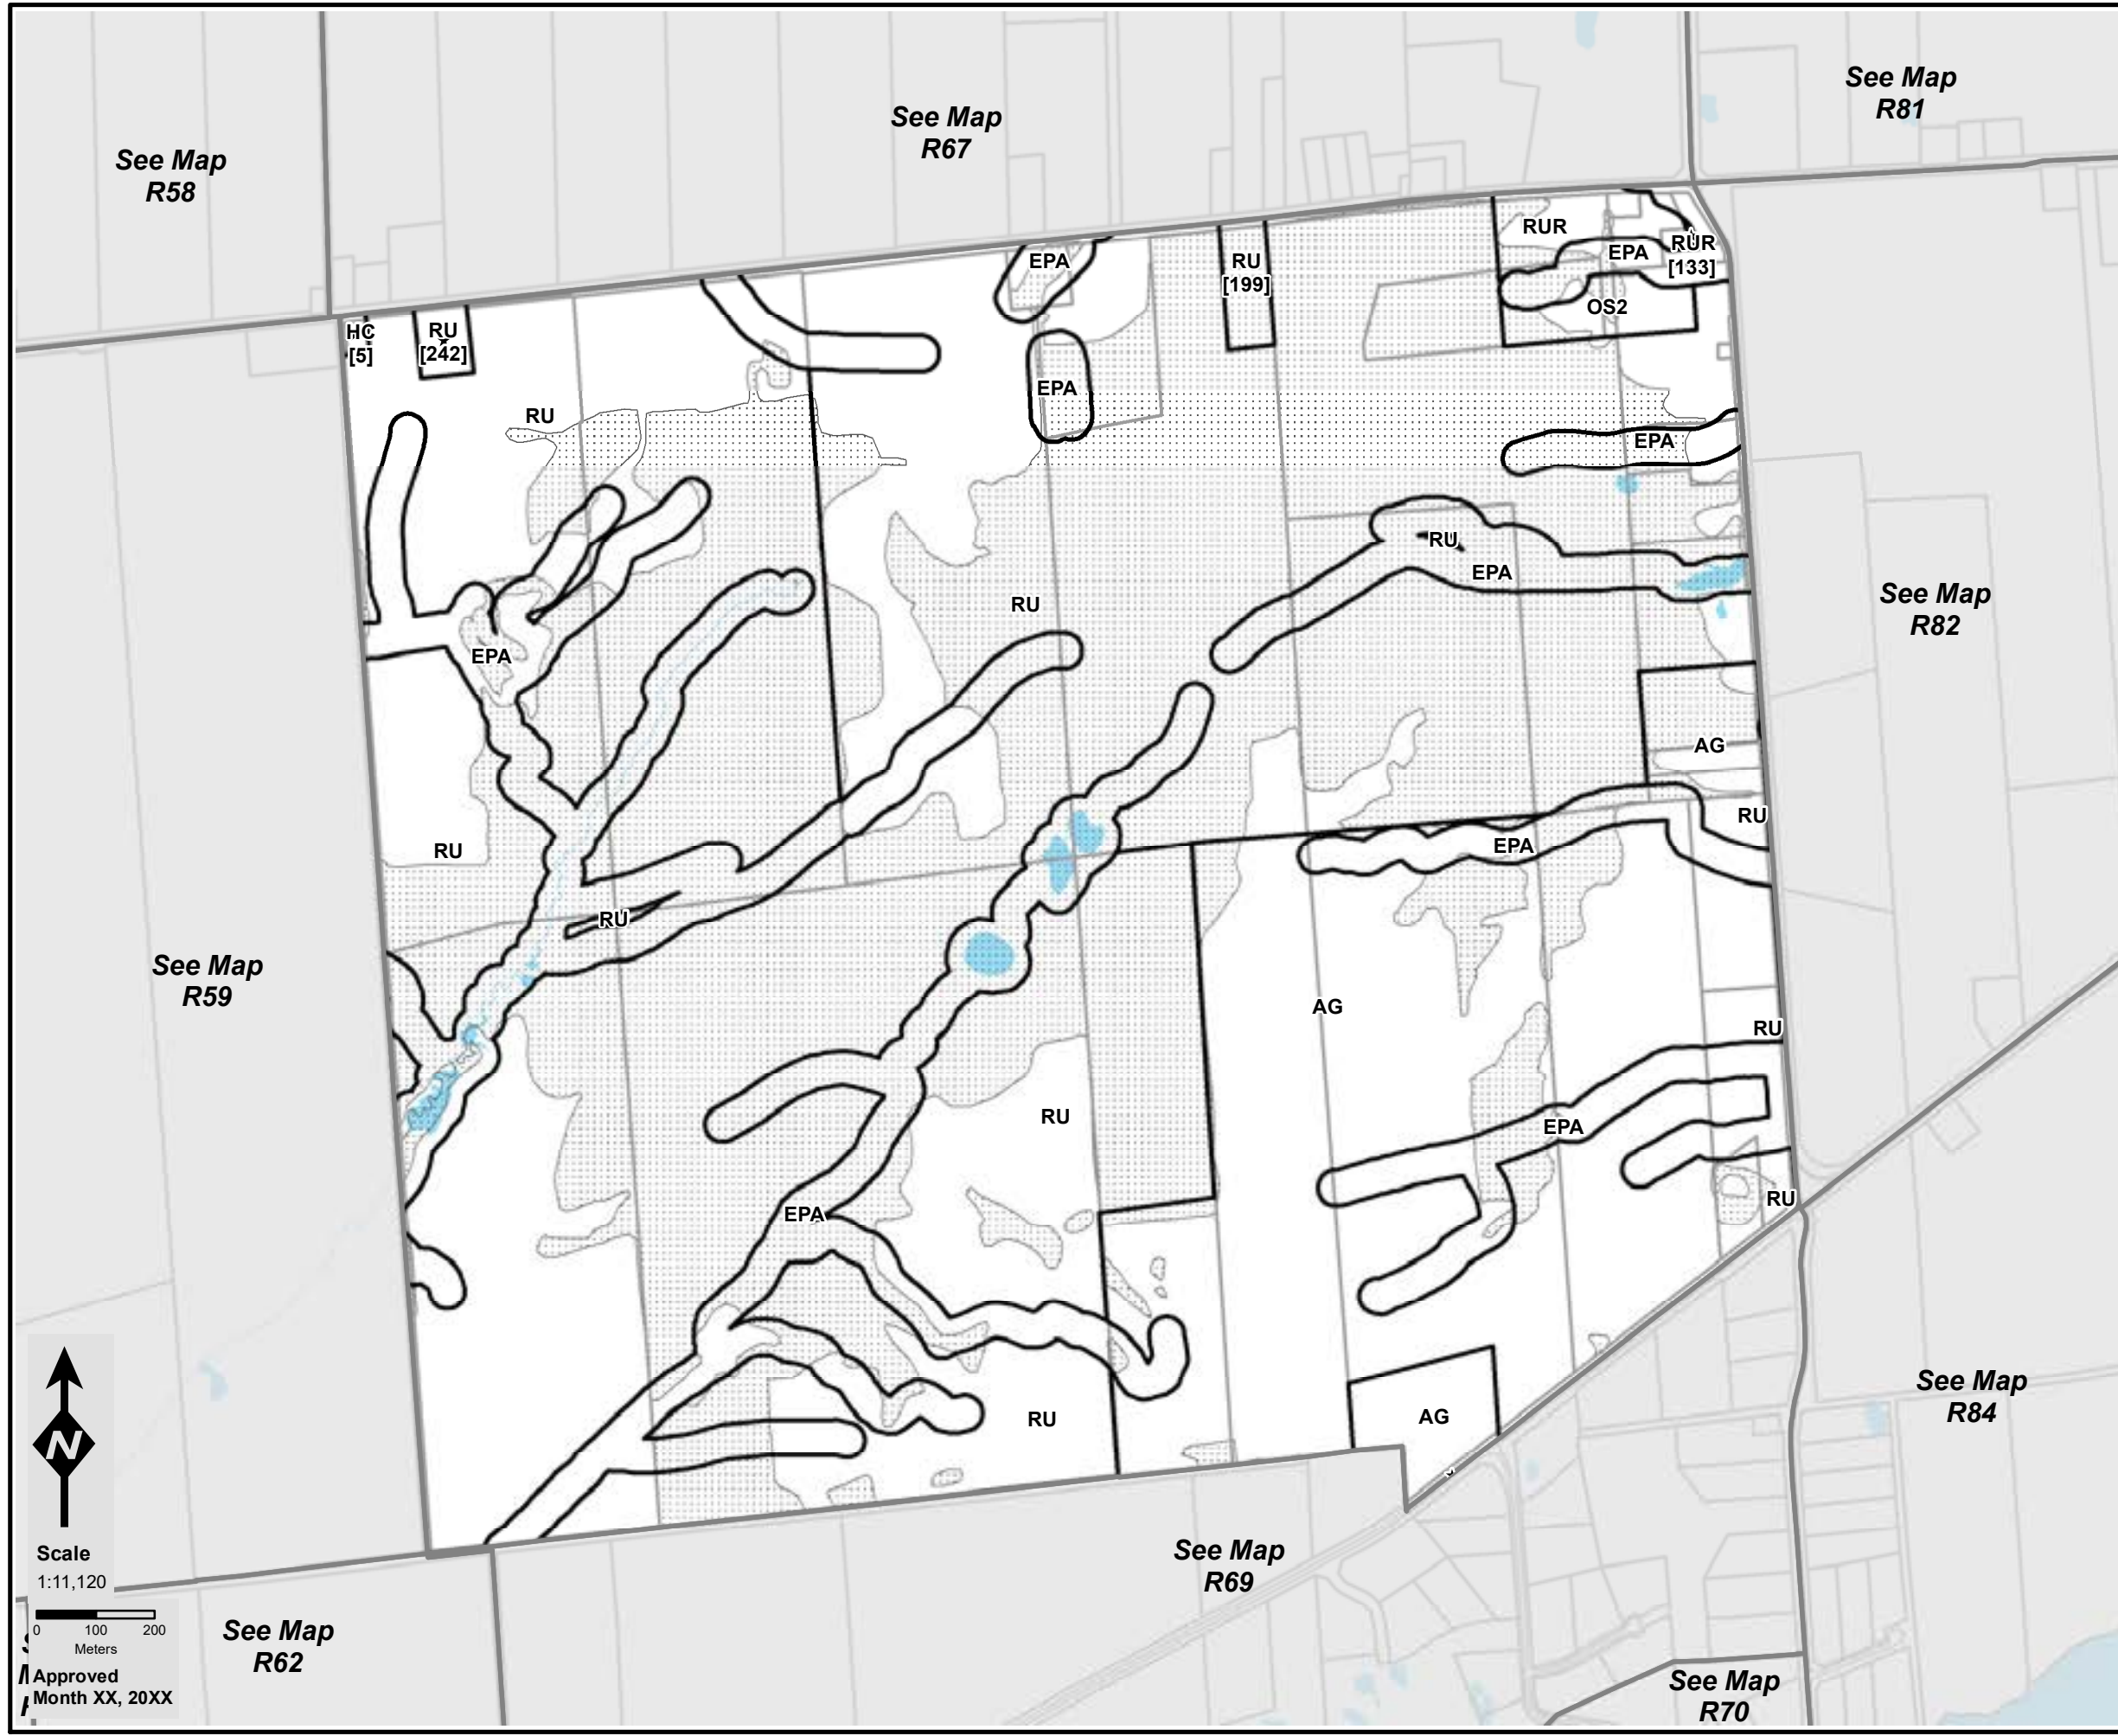 See Map
R58
See Map
R67
See Map
R81
RUR
EPA
RUR
[133]
EPA
RU
[199]
OS2
HC
[5]
RU
[242]
EPA
RU
EPA
RU
EPA
RU
See Map
R82
EPA
AG
RU
EPA
RU
RU
See Map
R59
AG
RU
RU
EPA
EPA
RU
See Map
R84
RU
AG
N
Scale
1:11,120
0 100 200
Meters
Approved
Month XX, 20XX
See Map
R62
See Map
R69
See Map
R70